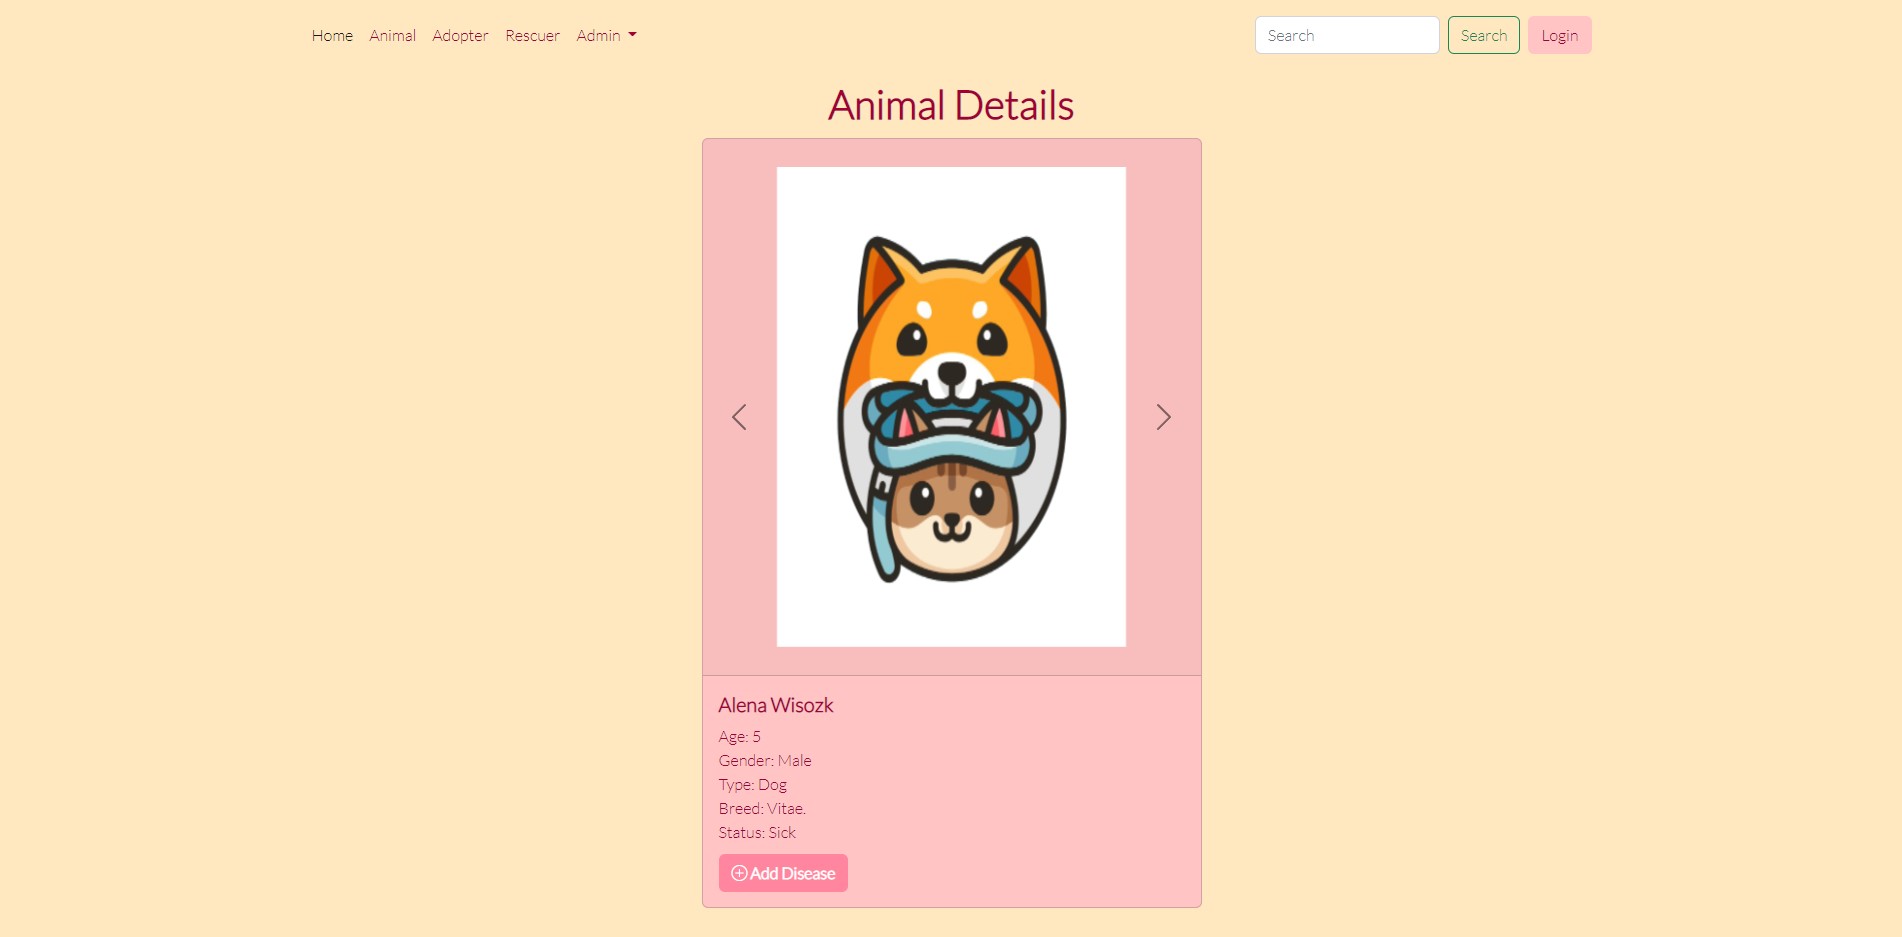 Home Animal Adopter Rescuer Admin Search Search Login
Animal Details
Alena Wisozk
Age: 5
Gender: Male
Type: Dog
Breed: Vitae.
Status: Sick
Add Disease